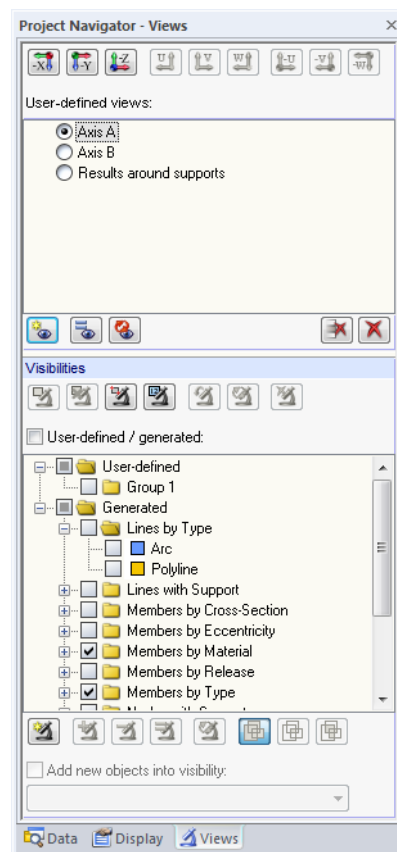 Project Navigator - Views
-X -Y -Z U V W -U -V -W
User-defined views:
Axis A
Axis B
Results around supports
Visibilities
User-defined / generated:
User-defined
Group 1
Generated
Lines by Type
Arc
Polyline
Lines with Support
Members by Cross-Section
Members by Eccentricity
Members by Material
Members by Release
Members by Type
Add new objects into visibility:
Data Display Views